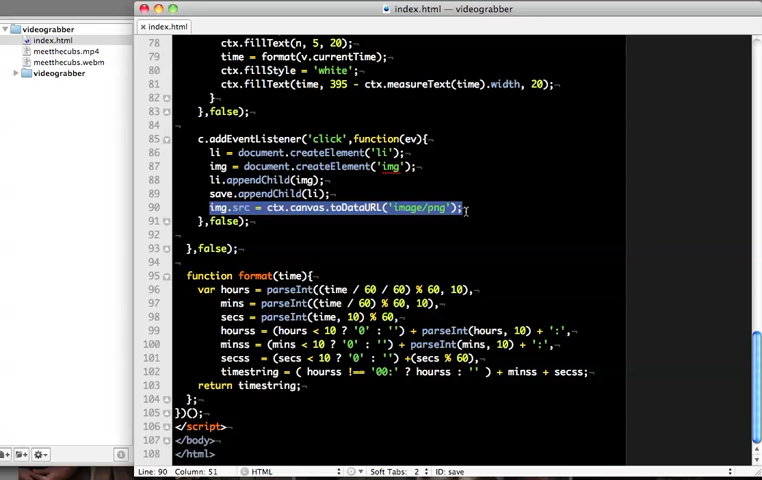 index.html — videograbber
videograbber
index.html
meetthecubs.mp4
meetthecubs.webm
videograbber
index.html
78 ctx.fillText(n, 5, 20);
79 time = format(v.currentTime);
80 ctx.fillStyle = 'white';
81 ctx.fillText(time, 395 - ctx.measureText(time).width, 20);
82 }
83 },false);
84
85 c.addEventListener('click',function(ev){
86 li = document.createElement('li');
87 img = document.createElement('img');
88 li.appendChild(img);
89 save.appendChild(li);
90 img.src = ctx.canvas.toDataURL('image/png');
91 },false);
92
93 },false);
94
95 function format(time){
96 var hours = parseInt((time / 60 / 60) % 60, 10),
97 mins = parseInt((time / 60) % 60, 10),
98 secs = parseInt(time, 10) % 60,
99 hourss = (hours < 10 ? '0' : '') + parseInt(hours, 10) + ':',
100 minss = (mins < 10 ? '0' : '') + parseInt(mins, 10) + ':',
101 secss = (secs < 10 ? '0' : '') +(secs % 60),
102 timestring = ( hourss !== '00:' ? hourss : '' ) + minss + secss;
103 return timestring;
104 };
105 })();
106 </script>
107 </body>
108 </html>
Line: 90 Column: 51 HTML Soft Tabs: 2 ID: save